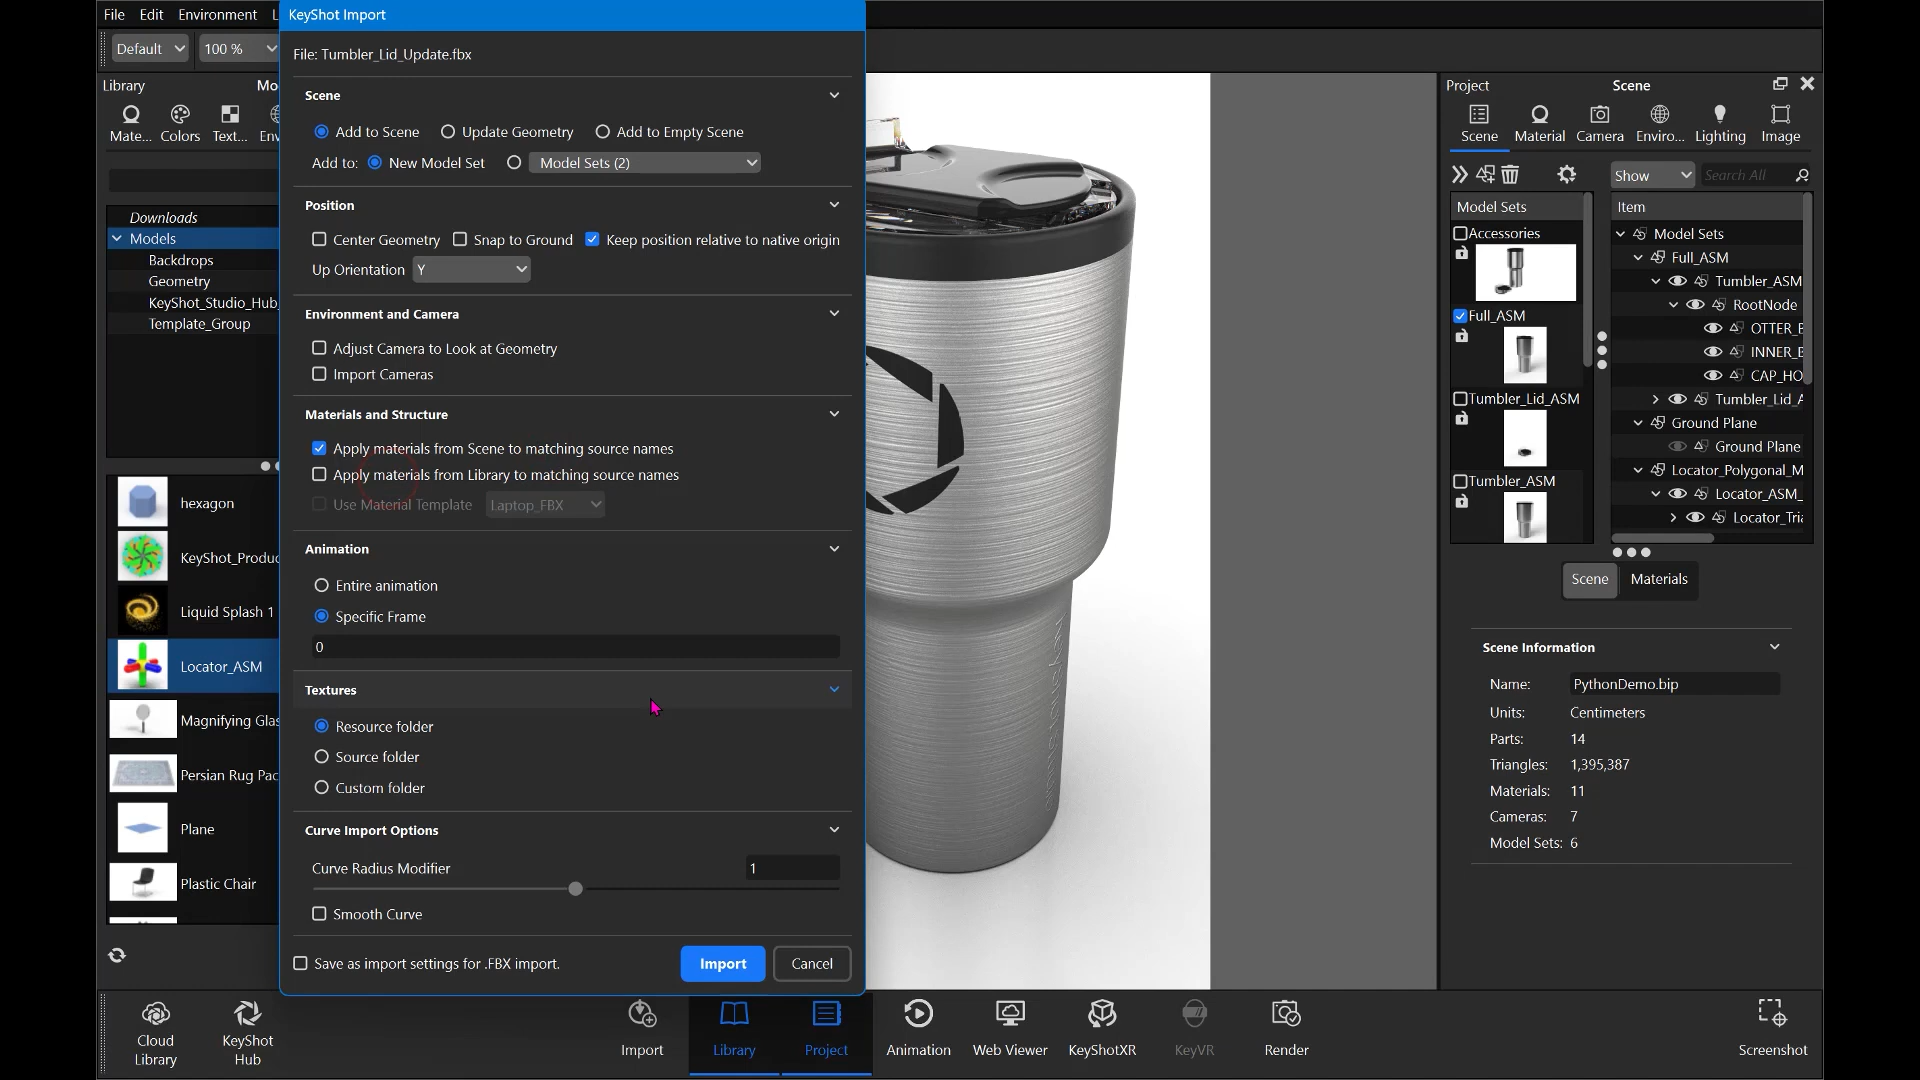 File Edit Environment
KeyShot Import
Default 100 %
File: Tumbler_Lid_Update.fbx
Library
Project Scene
Mate... Colors Text...
Scene Material Camera Enviro... Lighting Image
Scene
Add to Scene Update Geometry Add to Empty Scene
Add to: New Model Set Model Sets (2)
Show Search All
Position
Model Sets Item
Downloads
Models
Backdrops
Geometry
KeyShot_Studio_Hub
Template_Group
Center Geometry Snap to Ground Keep position relative to native origin
Up Orientation Y
Accessories
Full_ASM
Tumbler_Lid_ASM
Tumbler_ASM
Model Sets
Full_ASM
Tumbler_ASM
RootNode
OTTER_
INNER_
CAP_HO
Tumbler_Lid_
Ground Plane
Ground Plane
Locator_Polygonal_M
Locator_ASM_
Locator_Tri
Environment and Camera
Adjust Camera to Look at Geometry
Import Cameras
Materials and Structure
Apply materials from Scene to matching source names
Apply materials from Library to matching source names
Use Material Template Laptop_FBX
Animation
Entire animation
Specific Frame
0
Textures
Resource folder
Source folder
Custom folder
Curve Import Options
Curve Radius Modifier 1
Smooth Curve
Save as import settings for .FBX import.
Import Cancel
hexagon
KeyShot_Produ
Liquid Splash 1
Locator_ASM
Magnifying Gla
Persian Rug Pa
Plane
Plastic Chair
Scene Materials
Scene Information
Name: PythonDemo.bip
Units: Centimeters
Parts: 14
Triangles: 1,395,387
Materials: 11
Cameras: 7
Model Sets: 6
Cloud Library
KeyShot Hub
Import
Library
Project
Animation
Web Viewer
KeyShotXR
KeyVR
Render
Screenshot